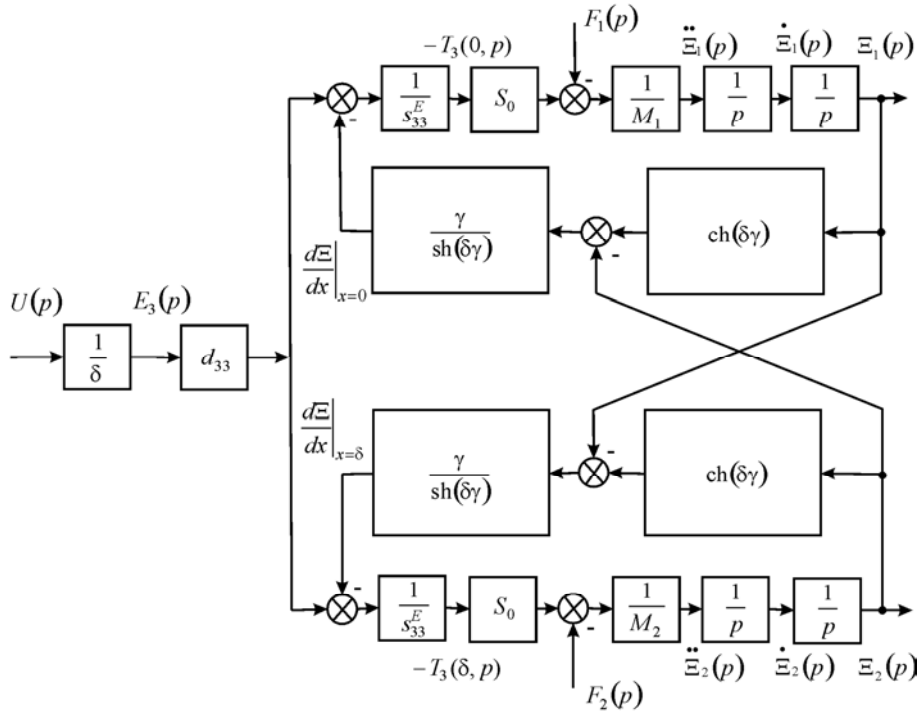 F₁(p)
−T₃(0, p)
Ξ̈₁(p) Ξ̇₁(p) Ξ₁(p)
1/s₃₃ᴱ S₀ - 1/M₁ 1/p 1/p
-
γ/sh(δγ) - ch(δγ)
dΞ/dx|ₓ₌₀
U(p) E₃(p)
1/δ d₃₃
dΞ/dx|ₓ₌δ
γ/sh(δγ) - ch(δγ)
-
1/s₃₃ᴱ S₀ - 1/M₂ 1/p 1/p
−T₃(δ, p)
Ξ̈₂(p) Ξ̇₂(p) Ξ₂(p)
F₂(p)